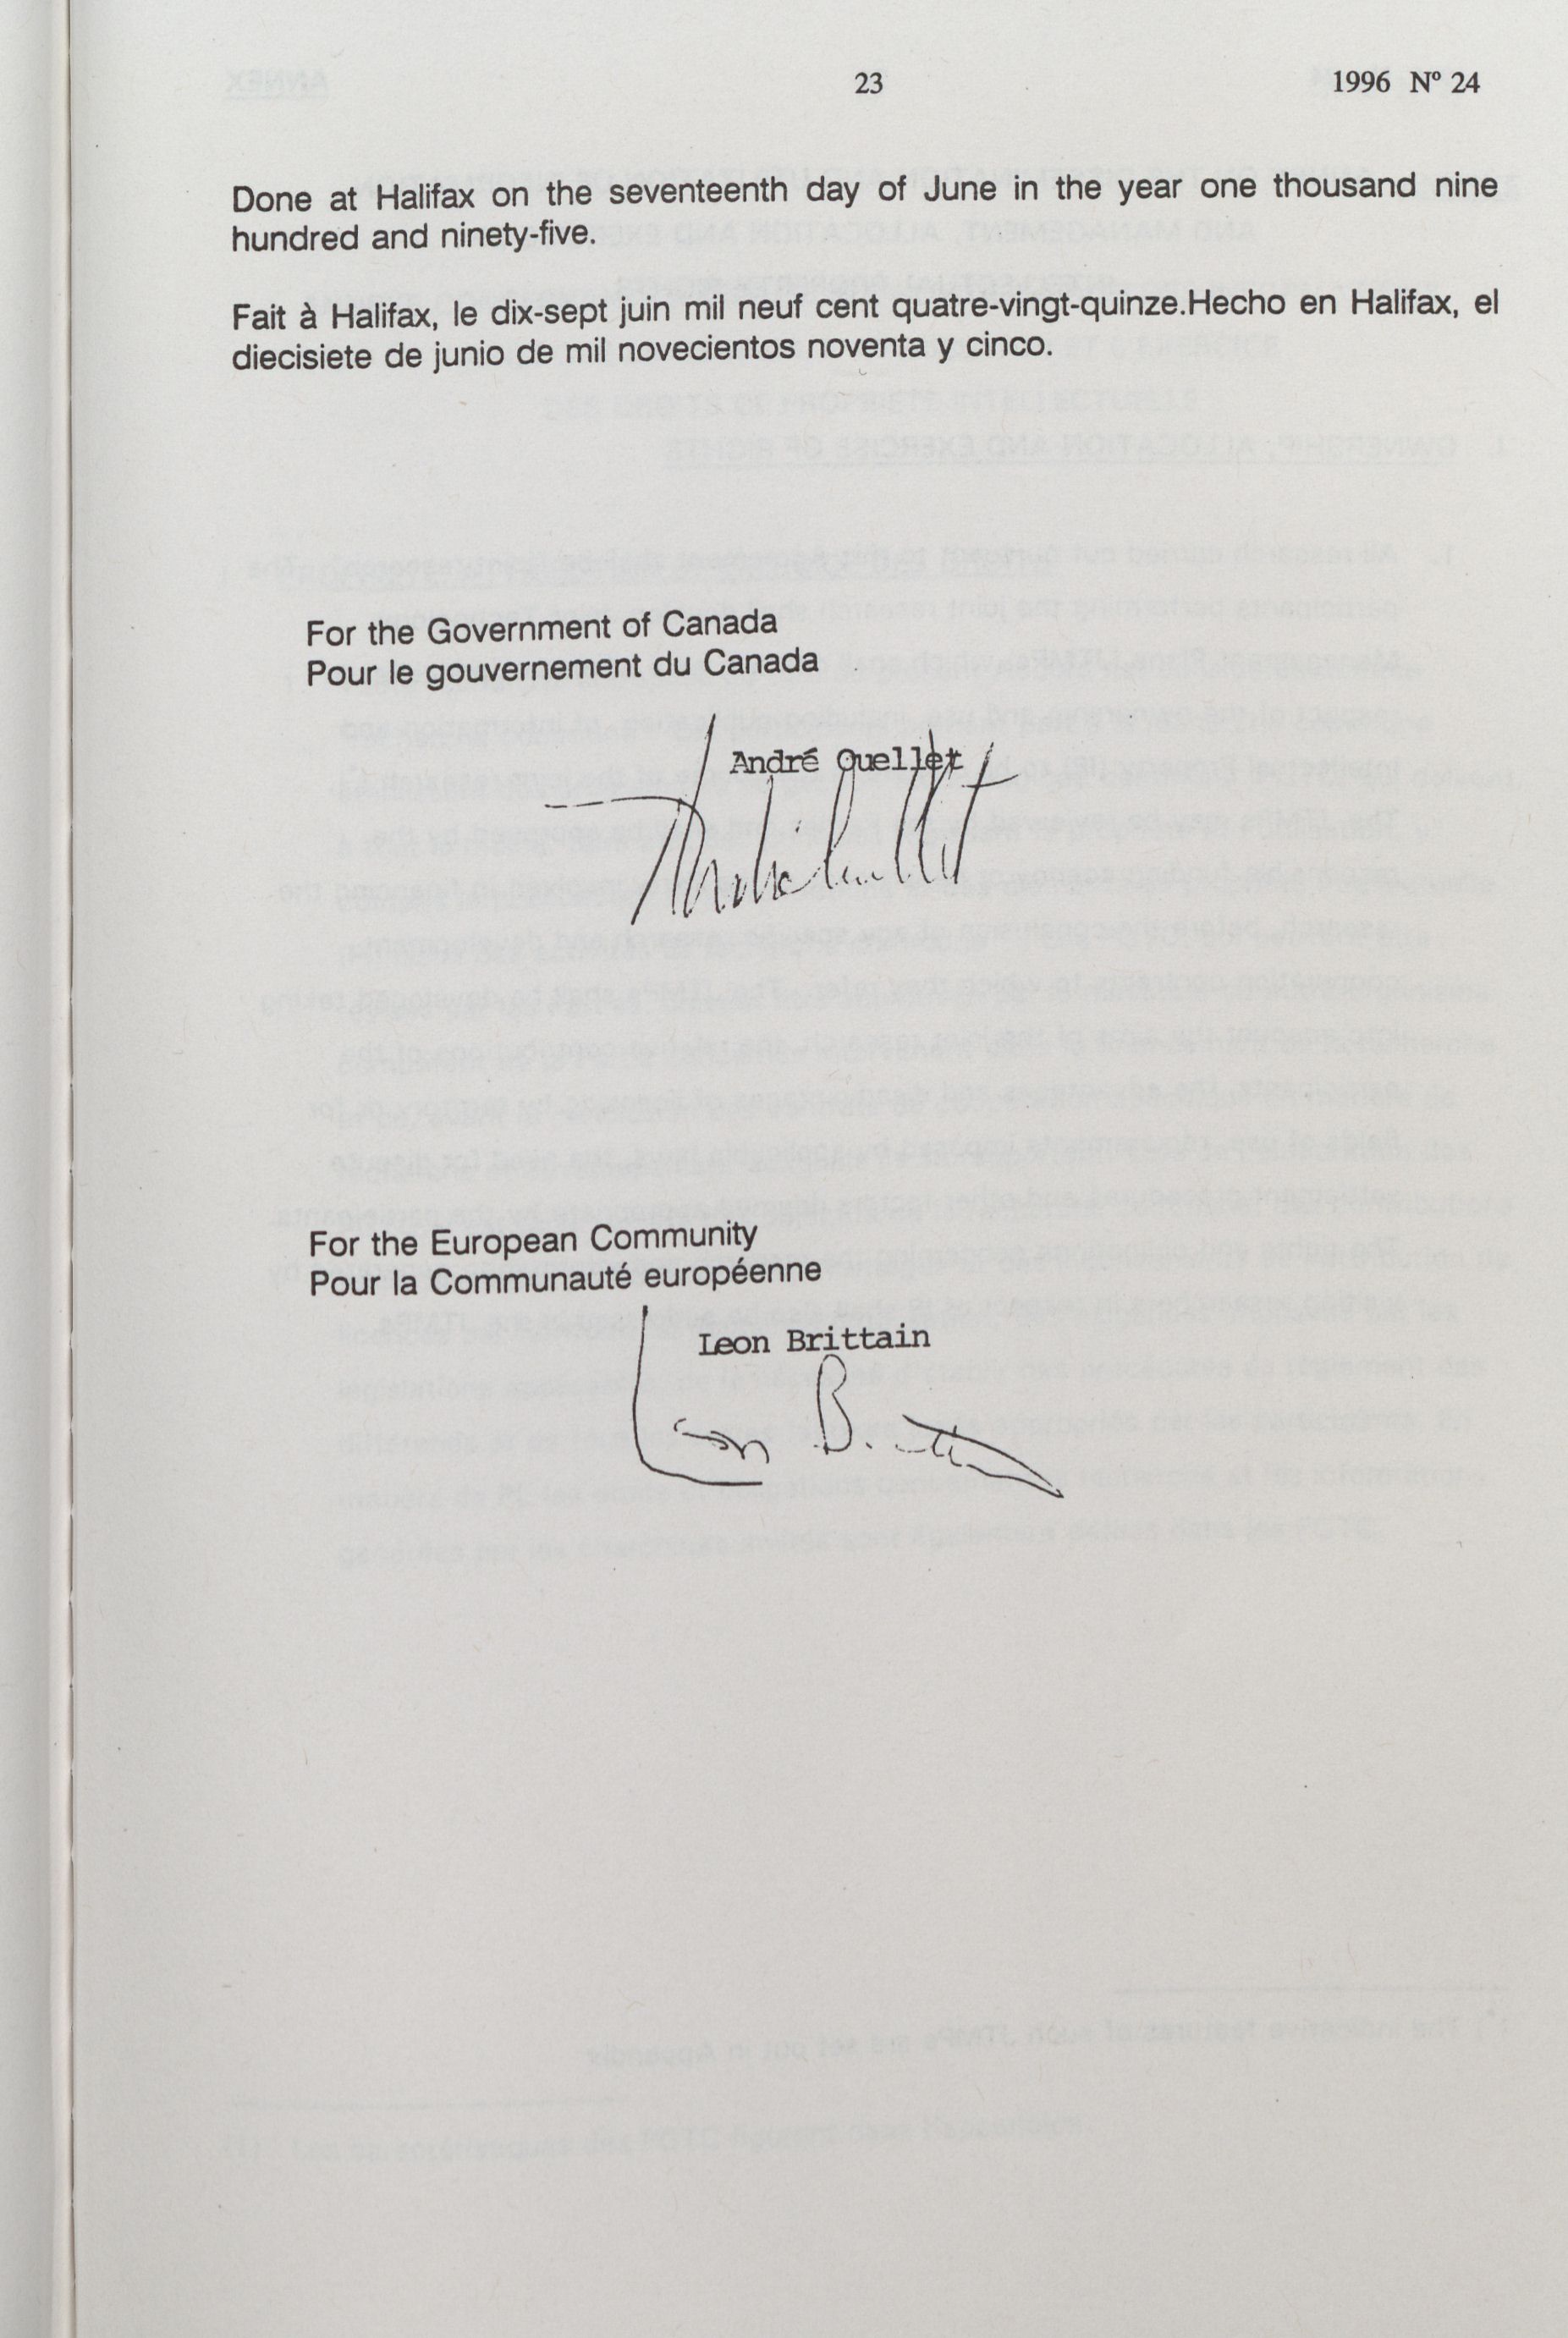 23
1996 Nº 24
Done at Halifax on the seventeenth day of June in the year one thousand nine
hundred and ninety-five.
Fait à Halifax, le dix-sept juin mil neuf cent quatre-vingt-quinze.Hecho en Halifax, el
diecisiete de junio de mil novecientos noventa y cinco.
For the Government of Canada
Pour le gouvernement du Canada
André Ouellet
For the European Community
Pour la Communauté européenne
Leon Brittain
Leon Brittan